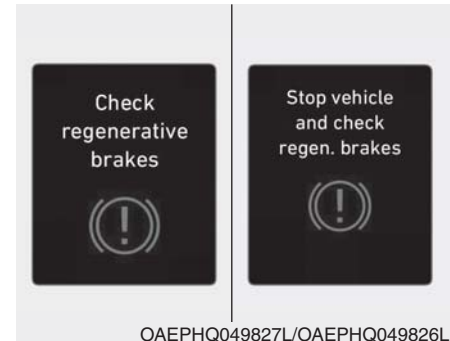 Check
regenerative
brakes
Stop vehicle
and check
regen. brakes
OAEPHQ049827L/OAEPHQ049826L